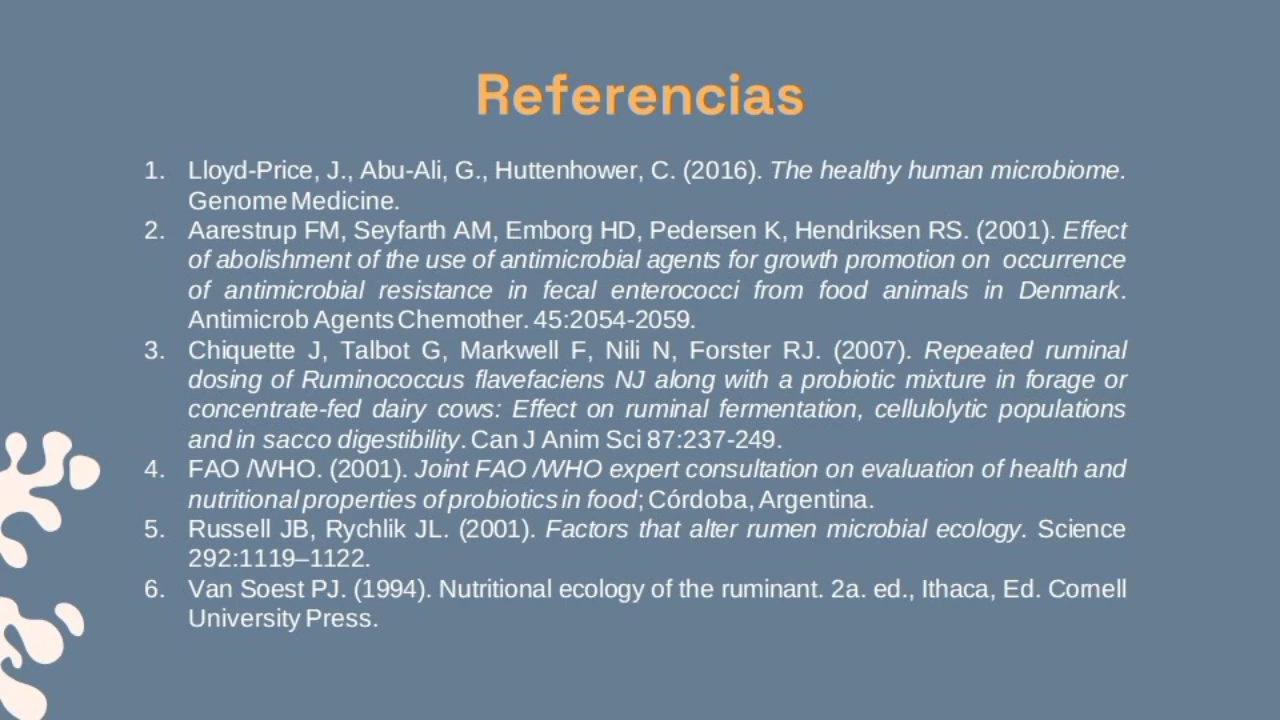 Referencias
1. Lloyd-Price, J., Abu-Ali, G., Huttenhower, C. (2016). The healthy human microbiome.
Genome Medicine.
2. Aarestrup FM, Seyfarth AM, Emborg HD, Pedersen K, Hendriksen RS. (2001). Effect
of abolishment of the use of antimicrobial agents for growth promotion on occurrence
of antimicrobial resistance in fecal enterococci from food animals in Denmark.
Antimicrob Agents Chemother. 45:2054-2059.
3. Chiquette J, Talbot G, Markwell F, Nili N, Forster RJ. (2007). Repeated ruminal
dosing of Ruminococcus flavefaciens NJ along with a probiotic mixture in forage or
concentrate-fed dairy cows: Effect on ruminal fermentation, cellulolytic populations
and in sacco digestibility. Can J Anim Sci 87:237-249.
4. FAO /WHO. (2001). Joint FAO /WHO expert consultation on evaluation of health and
nutritional properties of probiotics in food; Córdoba, Argentina.
5. Russell JB, Rychlik JL. (2001). Factors that alter rumen microbial ecology. Science
292:1119–1122.
6. Van Soest PJ. (1994). Nutritional ecology of the ruminant. 2a. ed., Ithaca, Ed. Cornell
University Press.